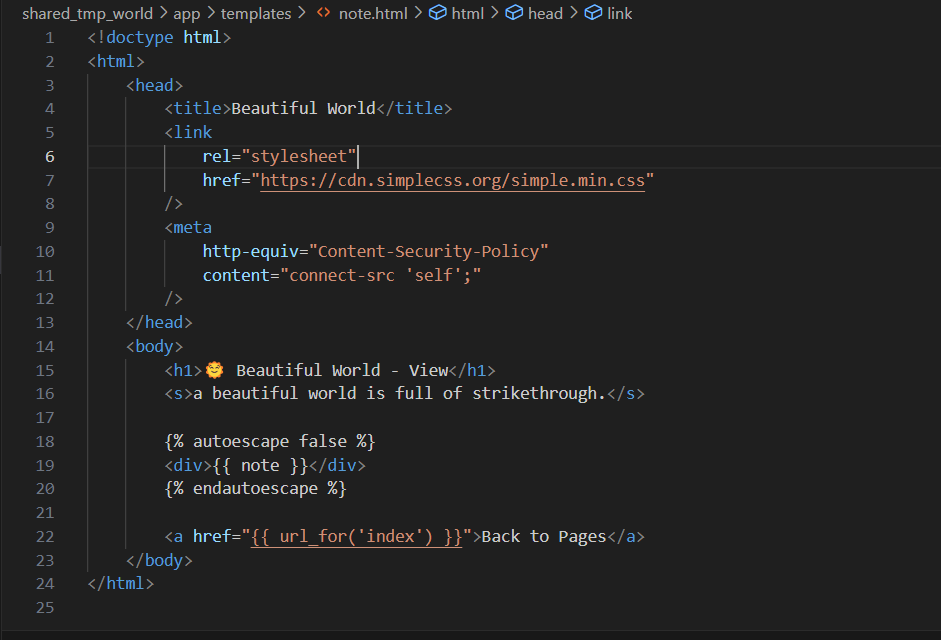 shared_tmp_world > app > templates > <> note.html > html > head > link
1 <!doctype html>
2 <html>
3     <head>
4         <title>Beautiful World</title>
5         <link
6             rel="stylesheet"
7             href="https://cdn.simplecss.org/simple.min.css"
8         />
9         <meta
10             http-equiv="Content-Security-Policy"
11             content="connect-src 'self';"
12         />
13     </head>
14     <body>
15         <h1>🌞 Beautiful World - View</h1>
16         <s>a beautiful world is full of strikethrough.</s>
17
18         {% autoescape false %}
19         <div>{{ note }}</div>
20         {% endautoescape %}
21
22         <a href="{{ url_for('index') }}">Back to Pages</a>
23     </body>
24 </html>
25